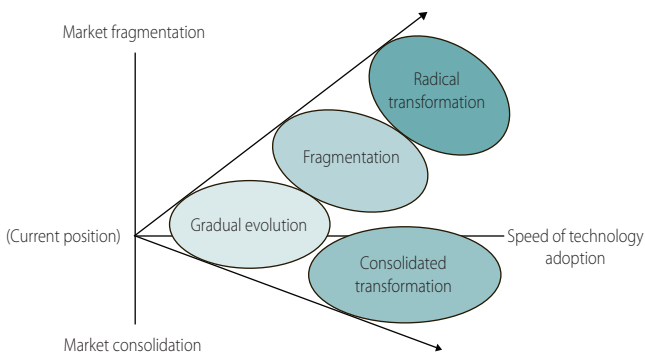 Market fragmentation
Radical
transformation
Fragmentation
Gradual evolution
(Current position)
Speed of technology
adoption
Consolidated
transformation
Market consolidation